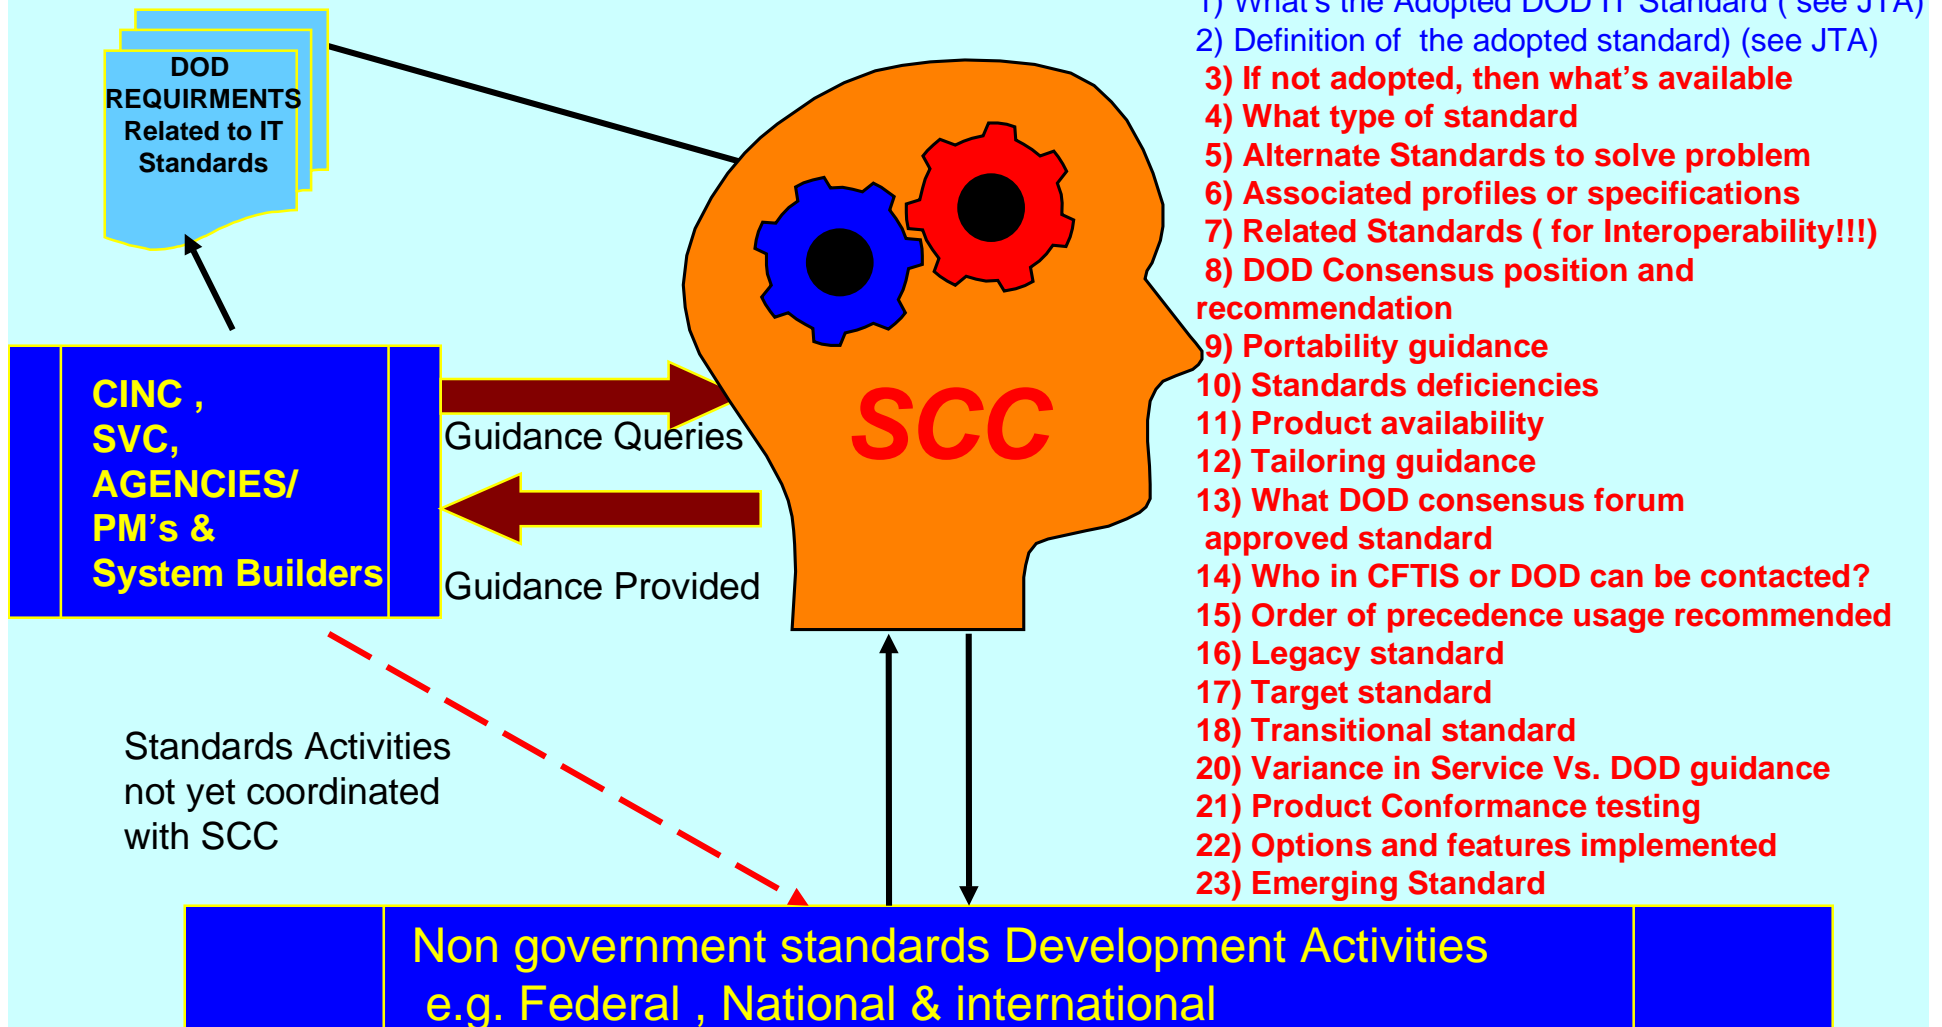 DOD
REQUIRMENTS
Related to IT
Standards
CINC ,
SVC,
AGENCIES/
PM’s &
System Builders
Guidance Queries
Guidance Provided
SCC
Standards Activities
not yet coordinated
with SCC
1) What's the Adopted DOD IT Standard ( see JTA)
2) Definition of the adopted standard) (see JTA)
3) If not adopted, then what’s available
4) What type of standard
5) Alternate Standards to solve problem
6) Associated profiles or specifications
7) Related Standards ( for Interoperability!!!)
8) DOD Consensus position and
recommendation
9) Portability guidance
10) Standards deficiencies
11) Product availability
12) Tailoring guidance
13) What DOD consensus forum
approved standard
14) Who in CFTIS or DOD can be contacted?
15) Order of precedence usage recommended
16) Legacy standard
17) Target standard
18) Transitional standard
20) Variance in Service Vs. DOD guidance
21) Product Conformance testing
22) Options and features implemented
23) Emerging Standard
Non government standards Development Activities
e.g. Federal , National & international